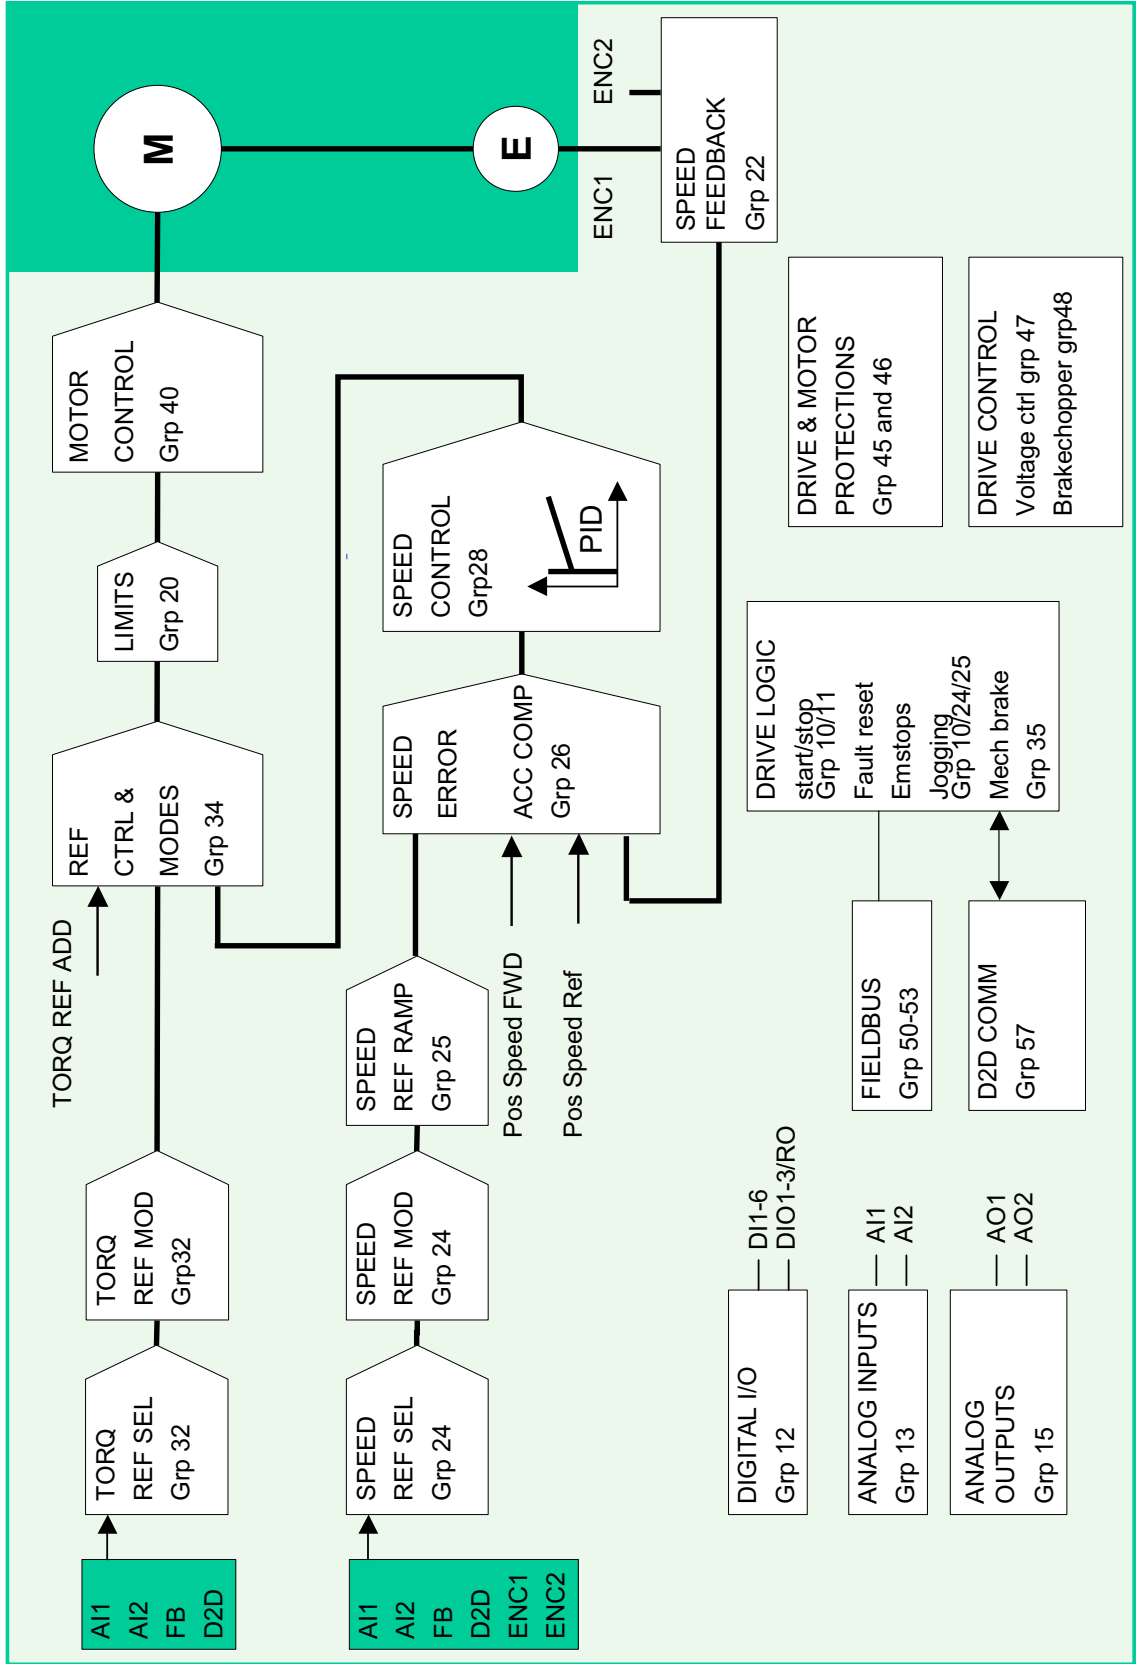 AI1
AI2
FB
D2D
TORQ
REF SEL
Grp 32
TORQ
REF MOD
Grp32
TORQ REF ADD
REF
CTRL &
MODES
Grp 34
LIMITS
Grp 20
MOTOR
CONTROL
Grp 40
M
AI1
AI2
FB
D2D
ENC1
ENC2
SPEED
REF SEL
Grp 24
SPEED
REF MOD
Grp 24
SPEED
REF RAMP
Grp 25
Pos Speed FWD
Pos Speed Ref
SPEED
ERROR
ACC COMP
Grp 26
SPEED
CONTROL
Grp28
PID
E
ENC1
ENC2
SPEED
FEEDBACK
Grp 22
DIGITAL I/O
Grp 12
DI1-6
DIO1-3/RO
ANALOG INPUTS
Grp 13
AI1
AI2
ANALOG
OUTPUTS
Grp 15
AO1
AO2
FIELDBUS
Grp 50-53
D2D COMM
Grp 57
DRIVE LOGIC
start/stop
Grp 10/11
Fault reset
Emstops
Jogging
Grp 10/24/25
Mech brake
Grp 35
DRIVE & MOTOR
PROTECTIONS
Grp 45 and 46
DRIVE CONTROL
Voltage ctrl grp 47
Brakechopper grp48